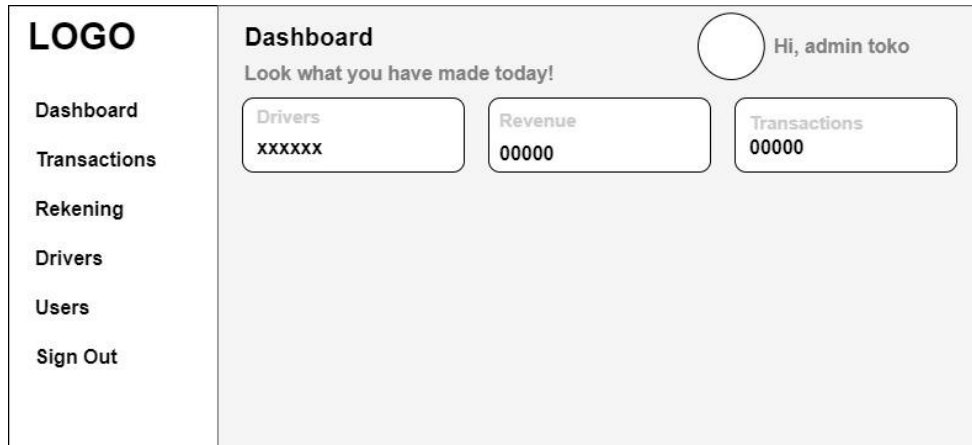 LOGO
Dashboard
Transactions
Rekening
Drivers
Users
Sign Out
Dashboard
Look what you have made today!
Hi, admin toko
Drivers
xxxxxx
Revenue
00000
Transactions
00000